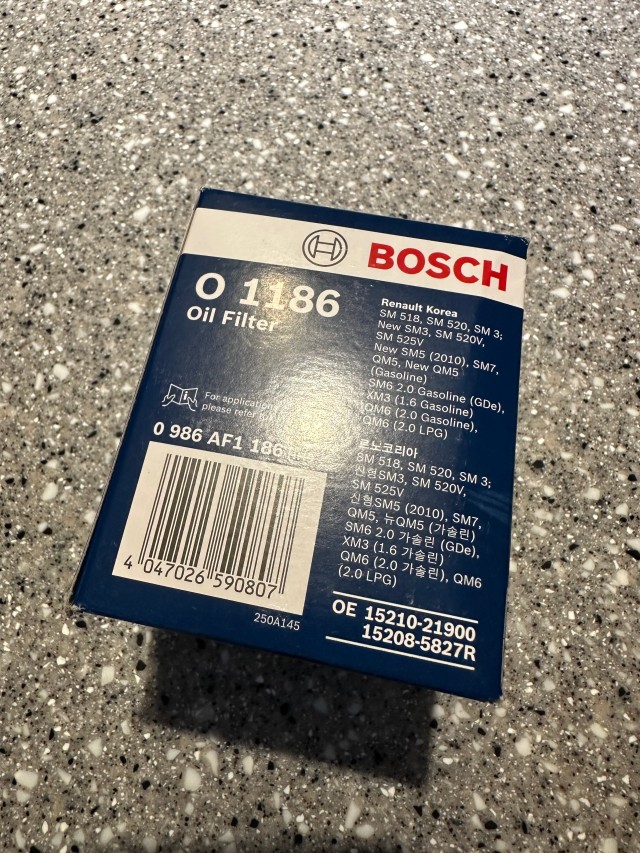 BOSCH
O 1186
Oil Filter
Renault Korea
SM 518, SM 520, SM 3;
New SM3, SM 520V,
SM 525V
New SM5 (2010), SM7,
QM5, New QM5
(Gasoline)
SM6 2.0 Gasoline (GDe),
XM3 (1.6 Gasoline)
QM6 (2.0 Gasoline),
QM6 (2.0 LPG)
For application
please refer
0 986 AF1 186
르노코리아
SM 518, SM 520, SM 3;
신형SM3, SM 520V,
SM 525V
신형SM5 (2010), SM7,
QM5, 뉴QM5 (가솔린)
SM6 2.0 가솔린 (GDe),
XM3 (1.6 가솔린)
QM6 (2.0 가솔린), QM6
(2.0 LPG)
4 047026 590807
250A145
OE 15210-21900
15208-5827R